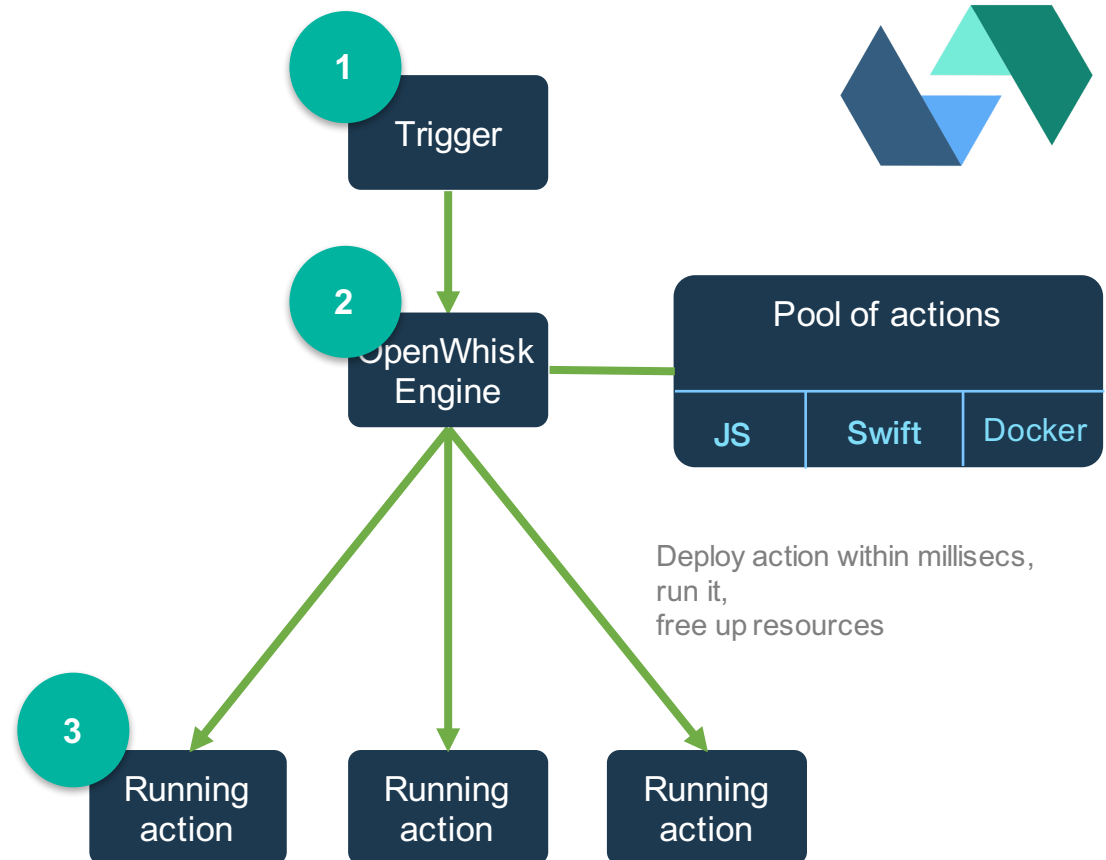 1
Trigger
2
OpenWhisk
Engine
Pool of actions
JS
Swift
Docker
Deploy action within millisecs,
run it,
free up resources
3
Running
action
Running
action
Running
action